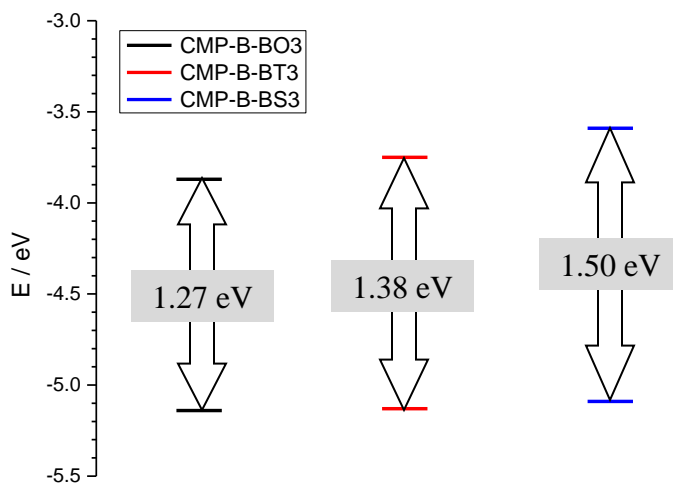 E / eV
-3.0
-3.5
-4.0
-4.5
-5.0
-5.5
CMP-B-BO3
CMP-B-BT3
CMP-B-BS3
1.27 eV
1.38 eV
1.50 eV